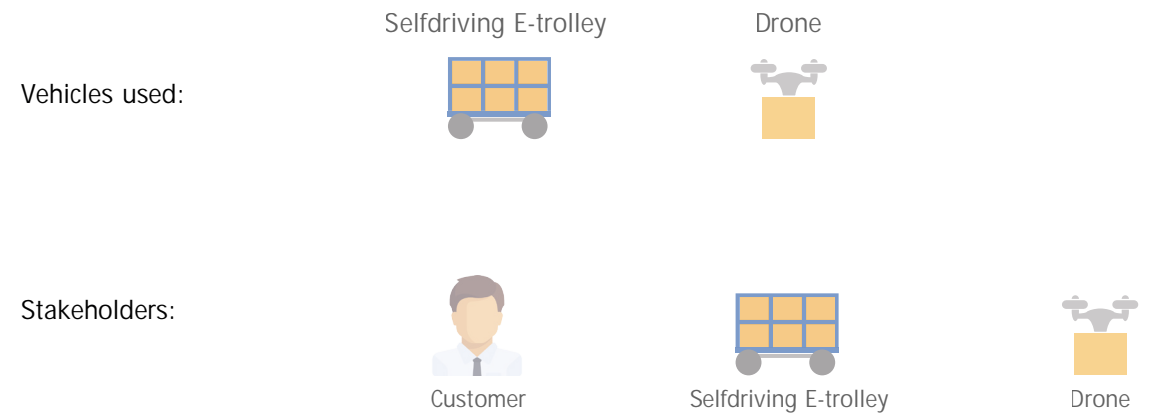 Selfdriving E-trolley Drone
Vehicles used:
Stakeholders:
Customer Selfdriving E-trolley Drone